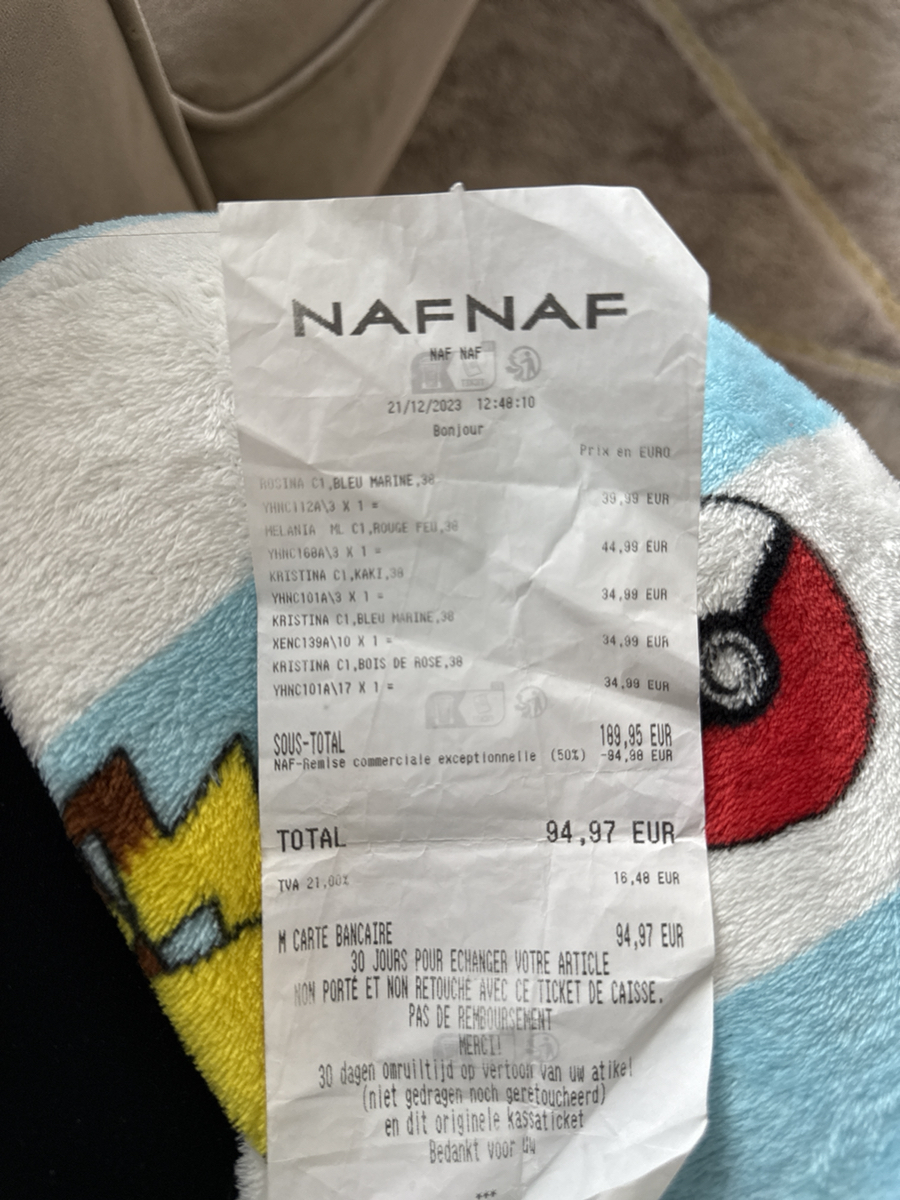 NAFNAF
NAF NAF
21/12/2023 12:48:10
Bonjour
Prix en EURO
ROSINA C1,BLEU MARINE,38
YHNC112A\3 X 1 = 39,99 EUR
MELANIA ML C1,ROUGE FEU,38
YHNC168A\3 X 1 = 44,99 EUR
KRISTINA C1,KAKI,38
YHNC101A\3 X 1 = 34,99 EUR
KRISTINA C1,BLEU MARINE,38
XENC139A\10 X 1 = 34,99 EUR
KRISTINA C1,BOIS DE ROSE,38
YHNC101A\17 X 1 = 34,99 EUR
SOUS-TOTAL 189,95 EUR
NAF-Remise commerciale exceptionnelle (50%) -94,98 EUR
TOTAL 94,97 EUR
TVA 21,00% 16,48 EUR
M CARTE BANCAIRE 94,97 EUR
30 JOURS POUR ECHANGER VOTRE ARTICLE
NON PORTÉ ET NON RETOUCHÉ AVEC CE TICKET DE CAISSE.
PAS DE REMBOURSEMENT
MERCI!
30 dagen omruiltijd op vertoon van uw atikel
(niet gedragen noch geretoucheerd)
en dit originele kassaticket
Bedankt voor uw
***